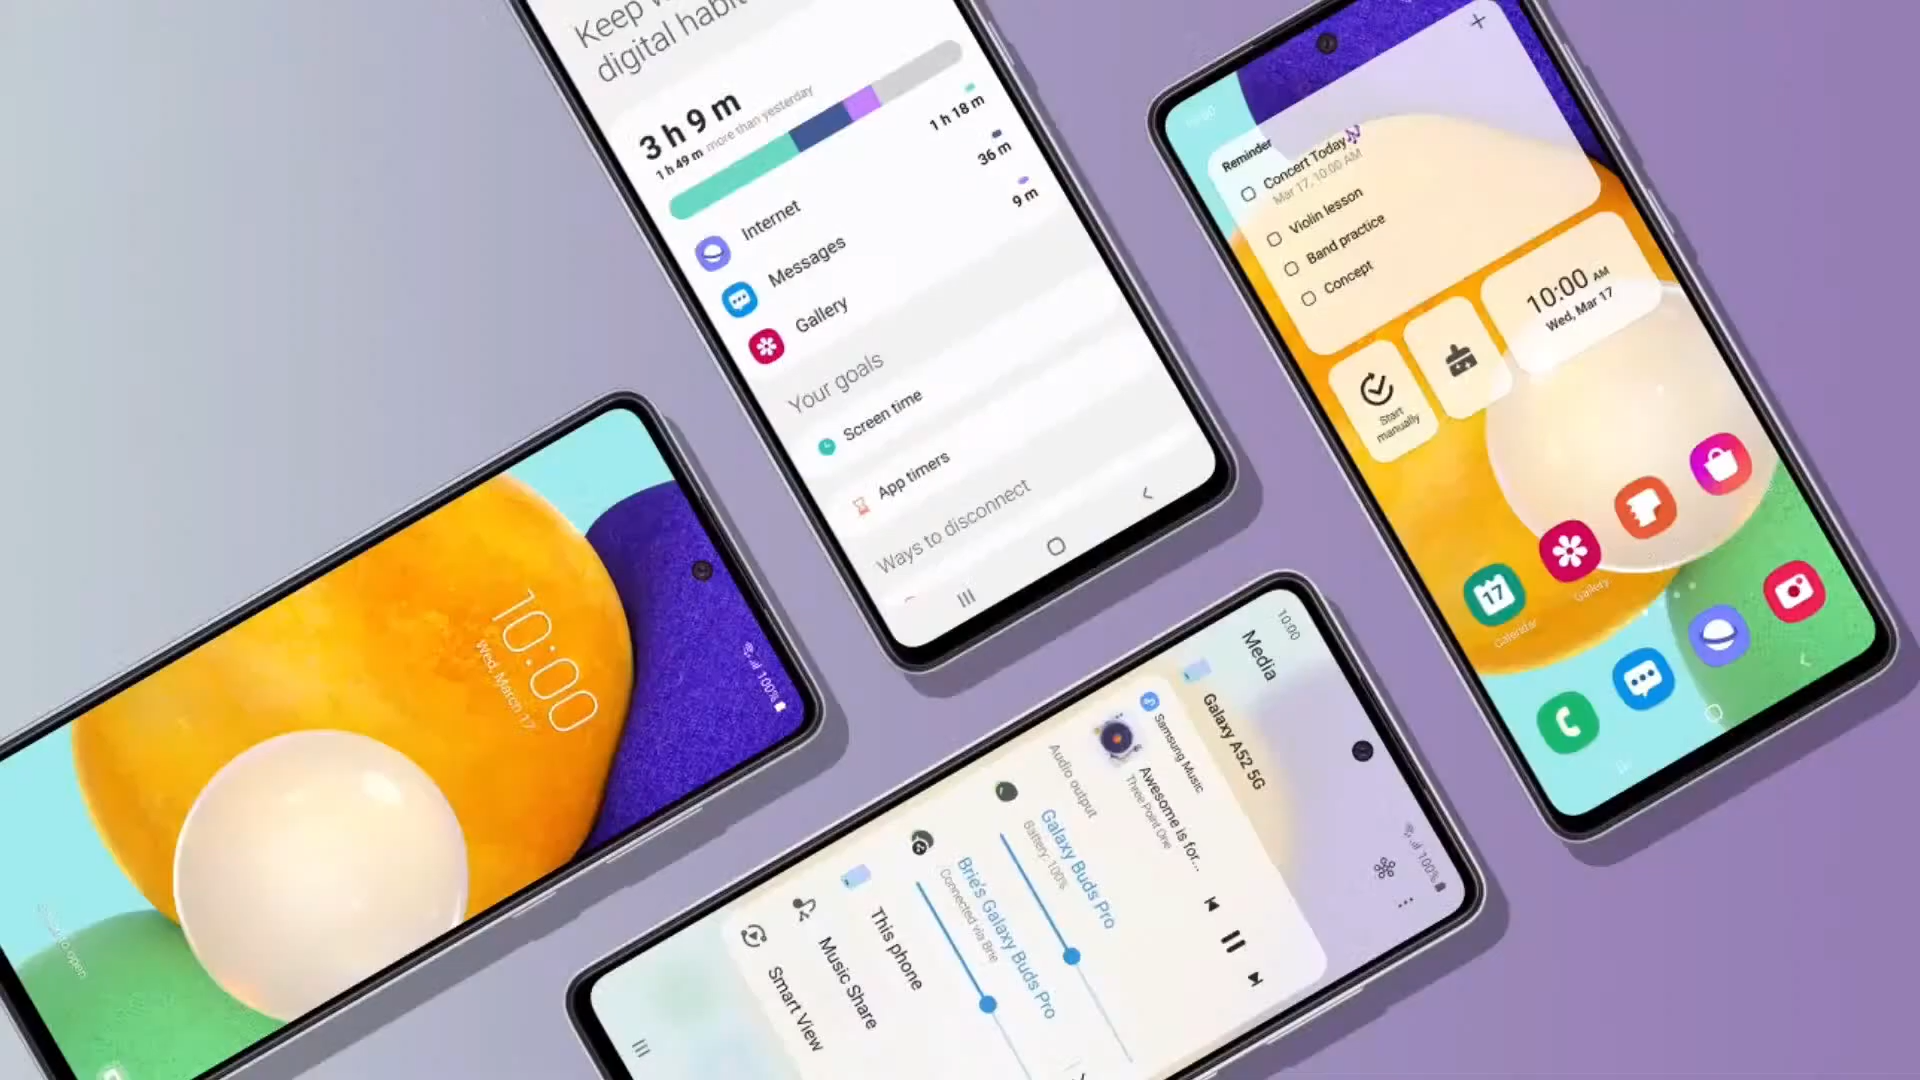 Keep
digital habi
3 h 9 m
1 h 49 m more than yesterday
Internet
1 h 18 m
Messages
36 m
Gallery
9 m
Your goals
Screen time
App timers
Ways to disconnect
10:00
Reminder
Concert Today
Mar 17, 10:00 AM
Violin lesson
Band practice
Concept
Start
manually
10:00 AM
Wed, Mar 17
17
Calendar
Gallery
10:00
Wed, March 17
100%
to open
10:00
100%
Media
Galaxy A52 5G
Samsung Music
Awesome is for...
Three Point One
Audio output
Galaxy Buds Pro
Battery: 100%
Brie's Galaxy Buds Pro
Connected via Brie
This phone
Music Share
Smart View